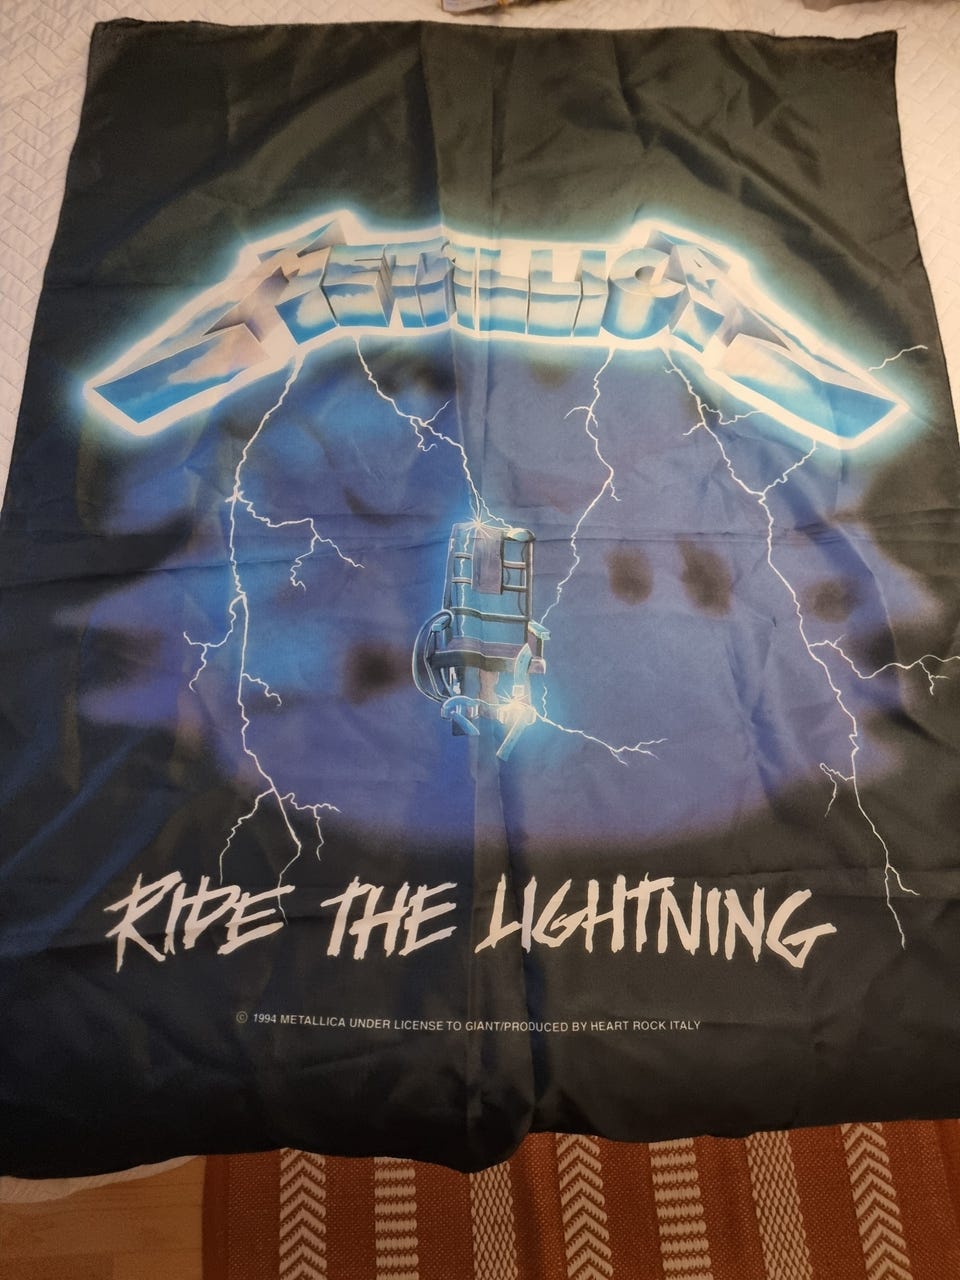 METALLICA
RIDE THE LIGHTNING
© 1994 METALLICA UNDER LICENSE TO GIANT/PRODUCED BY HEART ROCK ITALY